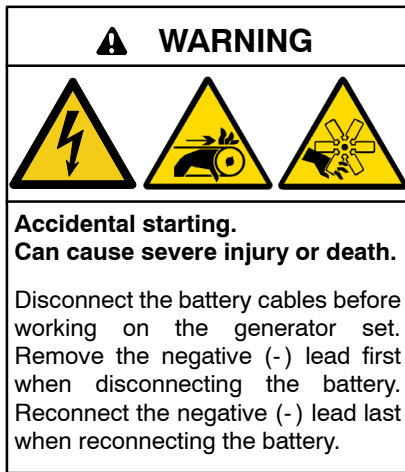 WARNING
Accidental starting.
Can cause severe injury or death.
Disconnect the battery cables before
working on the generator set.
Remove the negative (-) lead first
when disconnecting the battery.
Reconnect the negative (-) lead last
when reconnecting the battery.